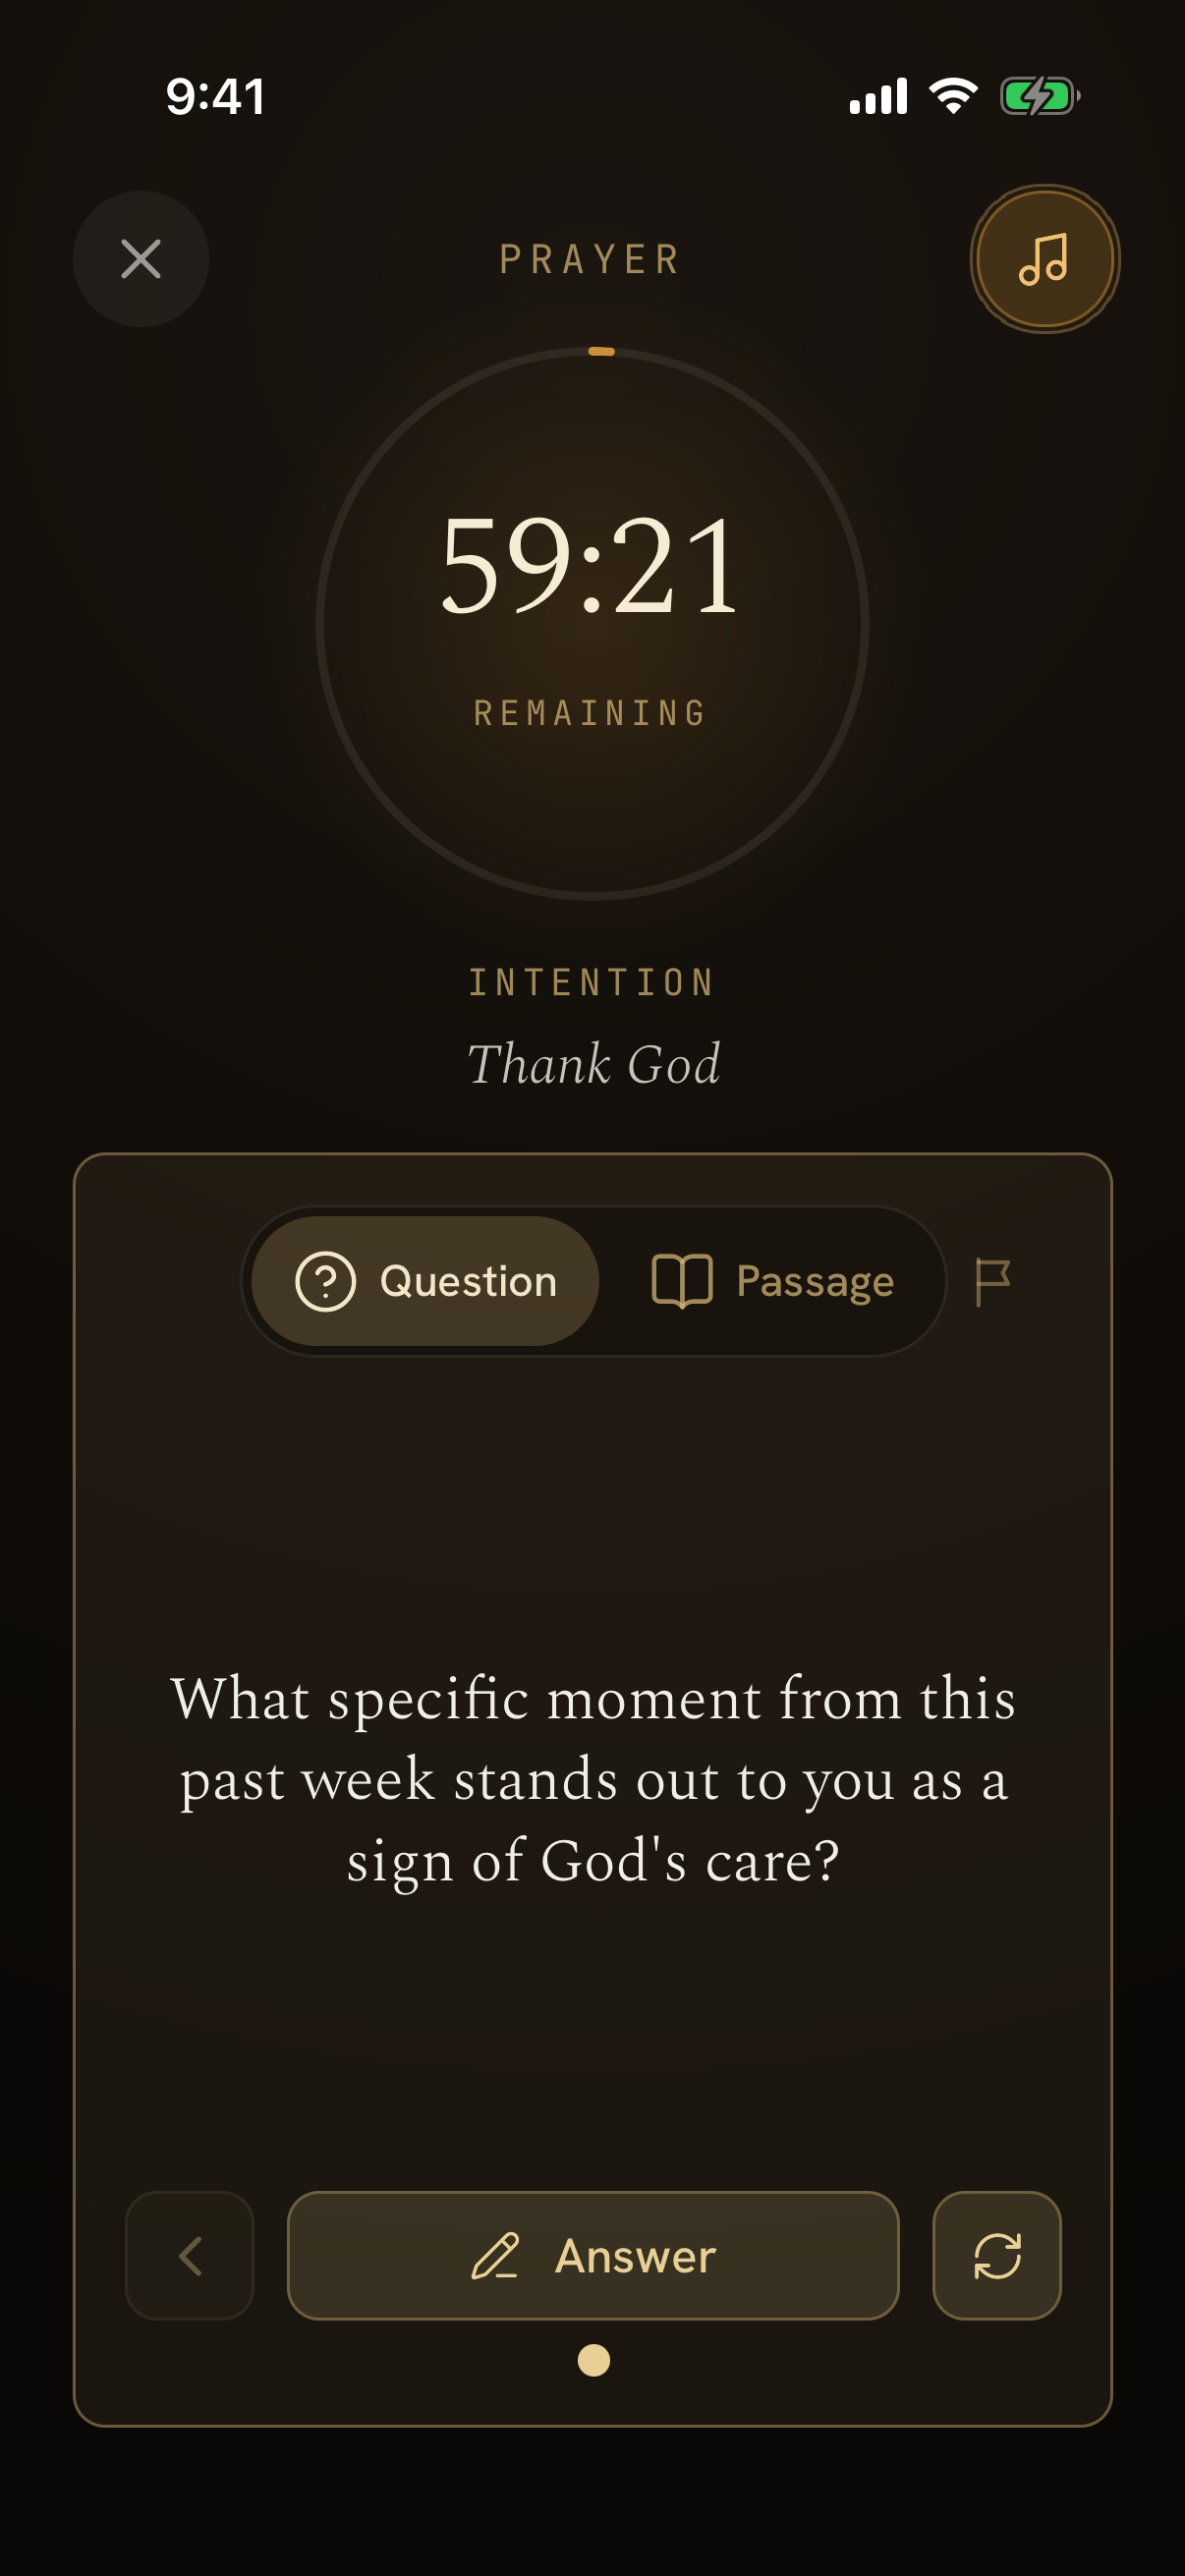 9:41
PRAYER
59:21
REMAINING
INTENTION
Thank God
Question
Passage
What specific moment from this
past week stands out to you as a
sign of God's care?
Answer